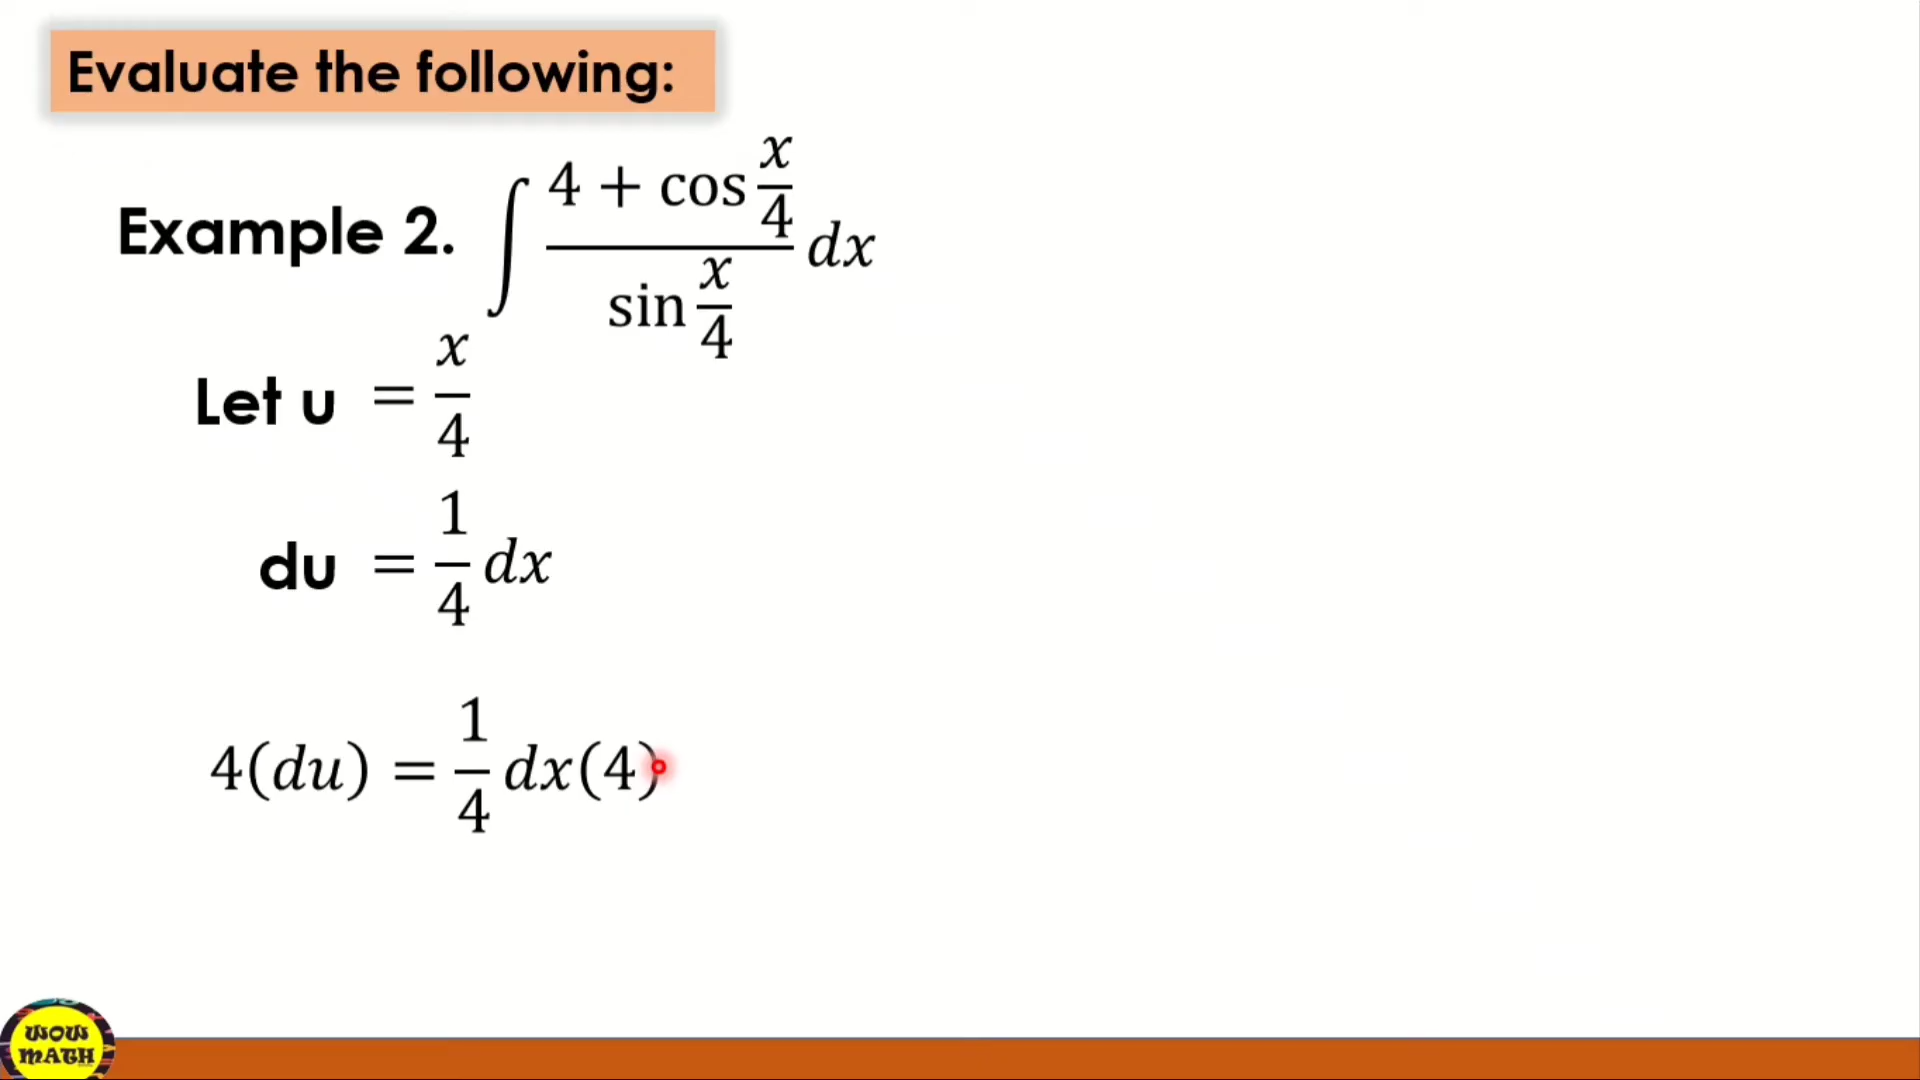 Evaluate the following:
Example 2. ∫ (4 + cos x/4) / (sin x/4) dx
Let u = x/4
du = 1/4 dx
4(du) = 1/4 dx(4)
WOW
MATH